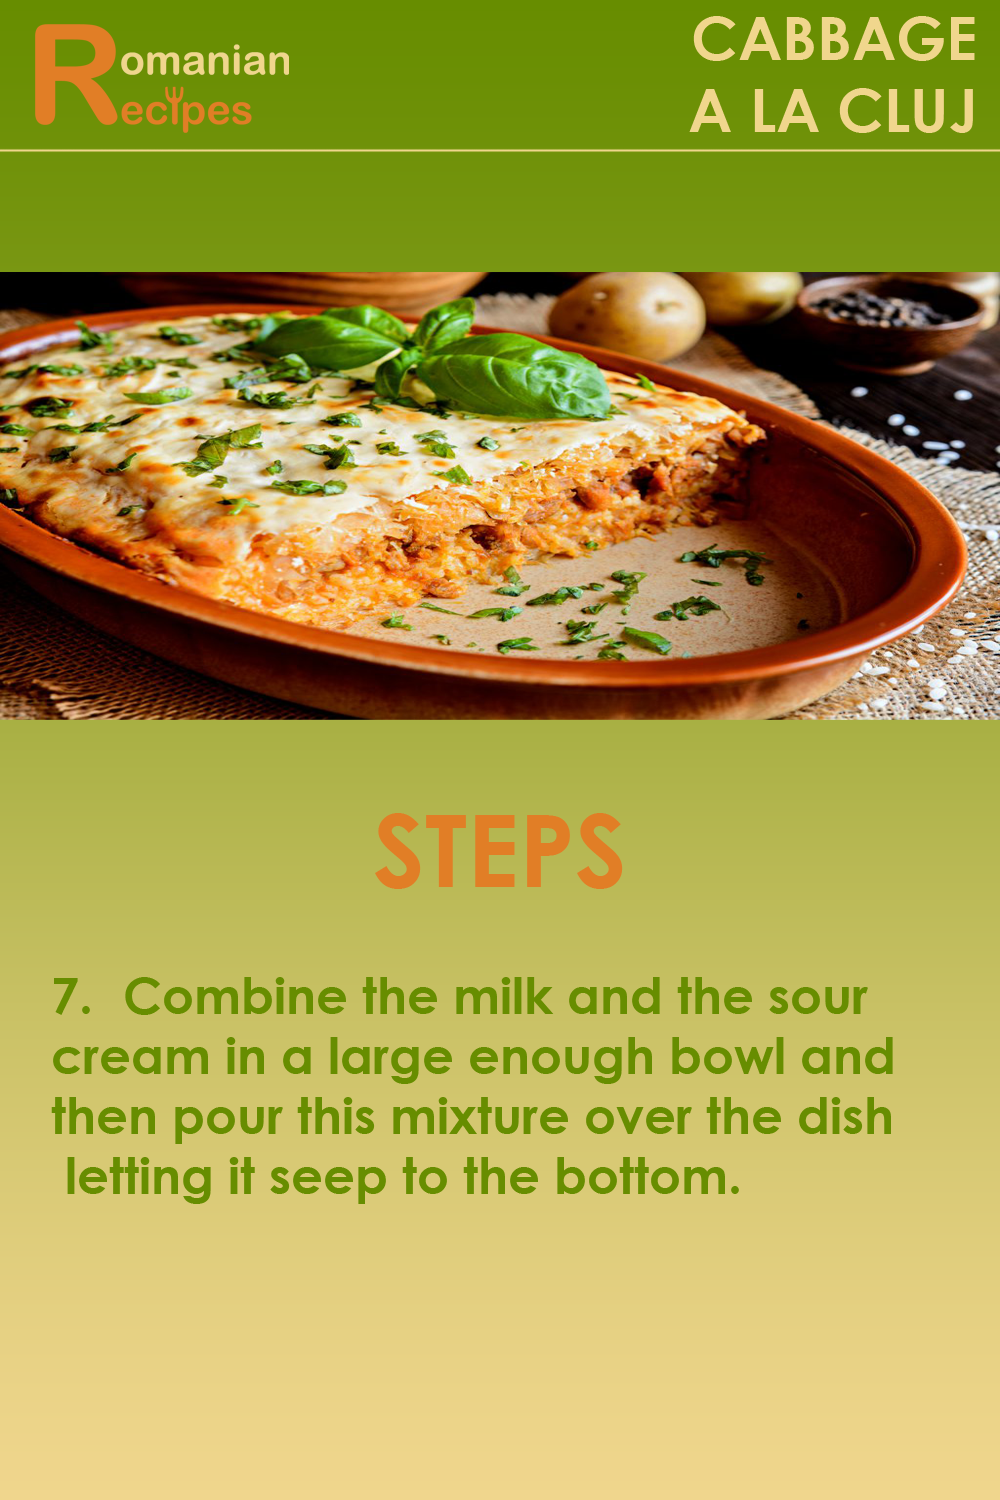 Romanian
Recipes
CABBAGE
A LA CLUJ
STEPS
7. Combine the milk and the sour
cream in a large enough bowl and
then pour this mixture over the dish
letting it seep to the bottom.